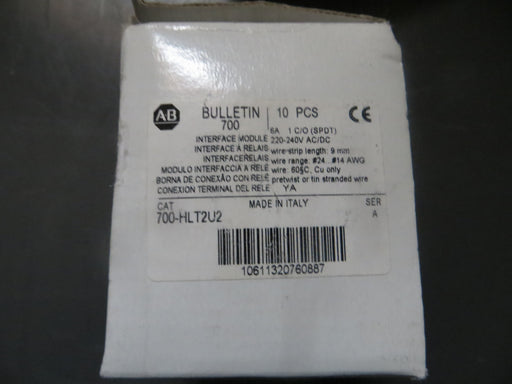 AB
BULLETIN 700
10 PCS
CE
6A 1 C/O (SPDT)
INTERFACE MODULE 220-240V AC/DC
INTERFACE A RELAIS wire strip length: 9 mm
INTERFACERELAIS wire range: #24...#14 AWG
MODULO INTERFACCIA A RELE wire: 60§C, Cu only
BORNA DE CONEXÃO CON RELE pretwist or tin stranded wire
CONEXION TERMINAL DEL RELE YA
CAT MADE IN ITALY SER
700-HLT2U2 A
10611320760887